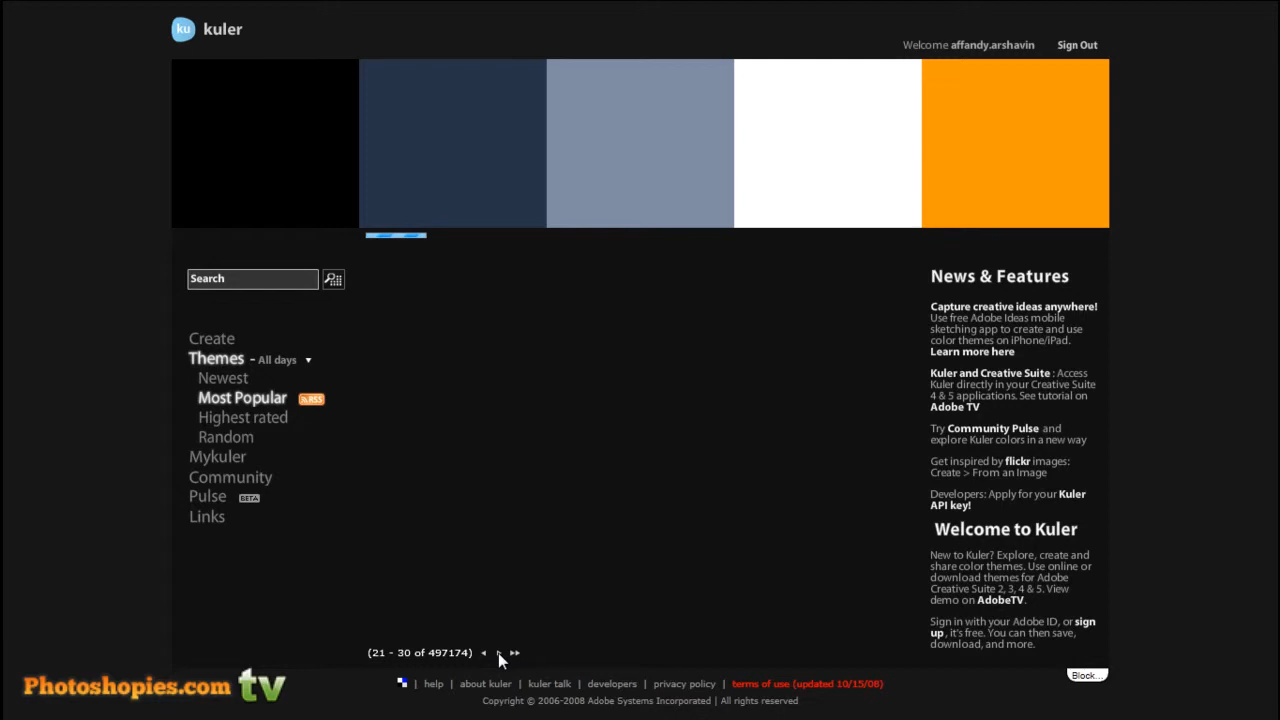 ku kuler
Welcome affandy.arshavin Sign Out
Search
Create
Themes - All days
Newest
Most Popular RSS
Highest rated
Random
Mykuler
Community
Pulse BETA
Links
News & Features
Capture creative ideas anywhere!
Use free Adobe Ideas mobile
sketching app to create and use
color themes on iPhone/iPad.
Learn more here
Kuler and Creative Suite : Access
Kuler directly in your Creative Suite
4 & 5 applications. See tutorial on
Adobe TV
Try Community Pulse and
explore Kuler colors in a new way
Get inspired by flickr images:
Create > From an Image
Developers: Apply for your Kuler
API key!
Welcome to Kuler
New to Kuler? Explore, create and
share color themes. Use online or
download themes for Adobe
Creative Suite 2, 3, 4 & 5. View
demo on AdobeTV.
Sign in with your Adobe ID, or sign
up, it's free. You can then save,
download, and more.
(21 - 30 of 497174)
Block...
| help | about kuler | kuler talk | developers | privacy policy | terms of use (updated 10/15/08)
Copyright © 2006-2008 Adobe Systems Incorporated | All rights reserved
Photoshopies.com tv